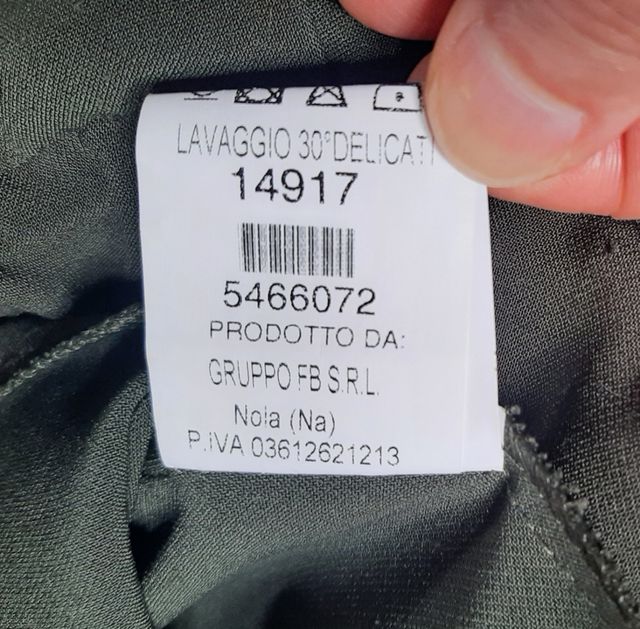 LAVAGGIO 30°DELICATI
14917
5466072
PRODOTTO DA:
GRUPPO FB S.R.L.
Nola (Na)
P.IVA 03612621213